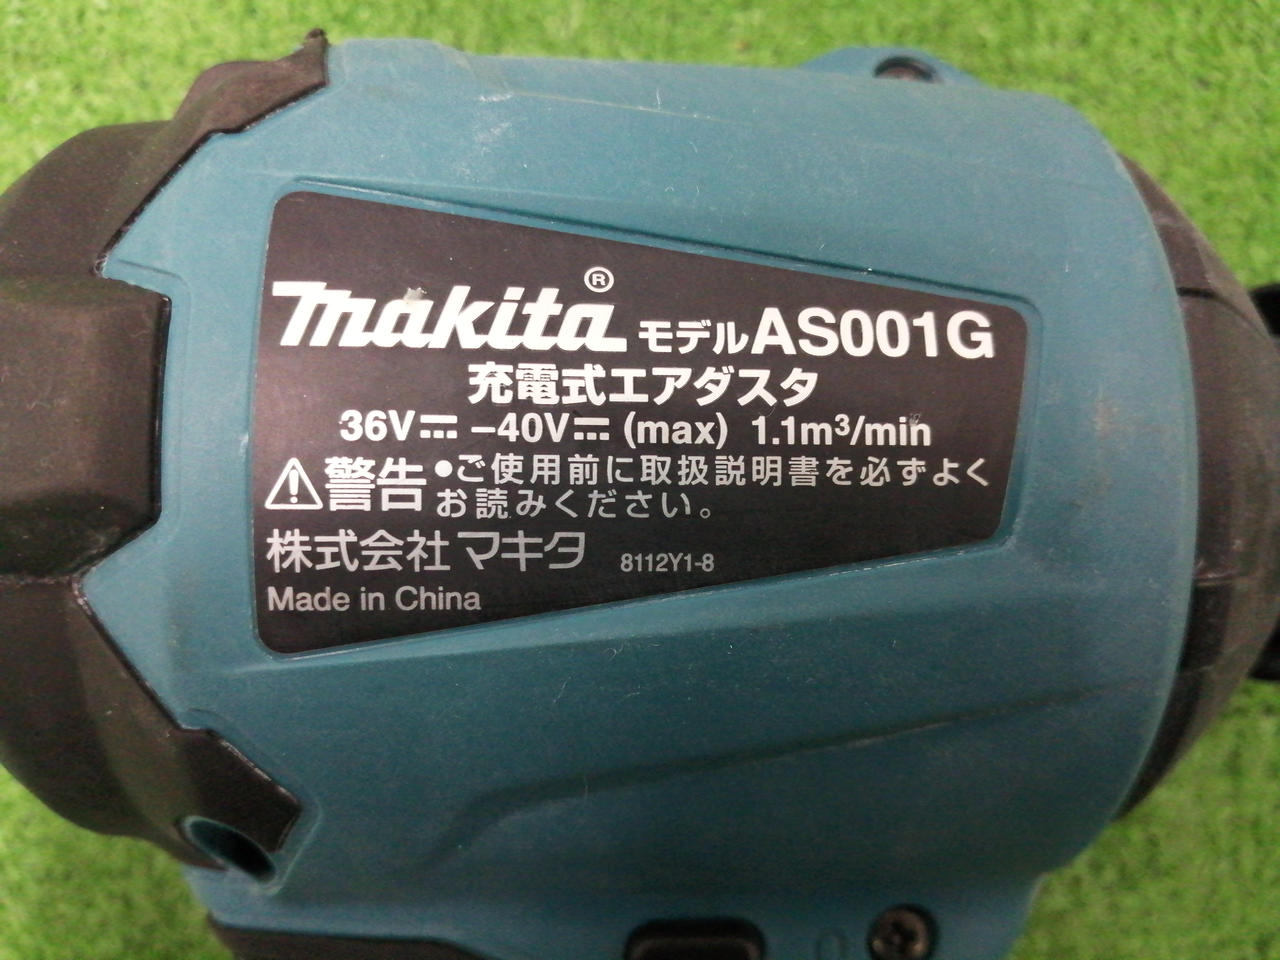 makita® モデルAS001G
充電式エアダスタ
36V⎓ –40V⎓ (max) 1.1m³/min
⚠警告 ●ご使用前に取扱説明書を必ずよく
お読みください。
株式会社マキタ 8112Y1-8
Made in China